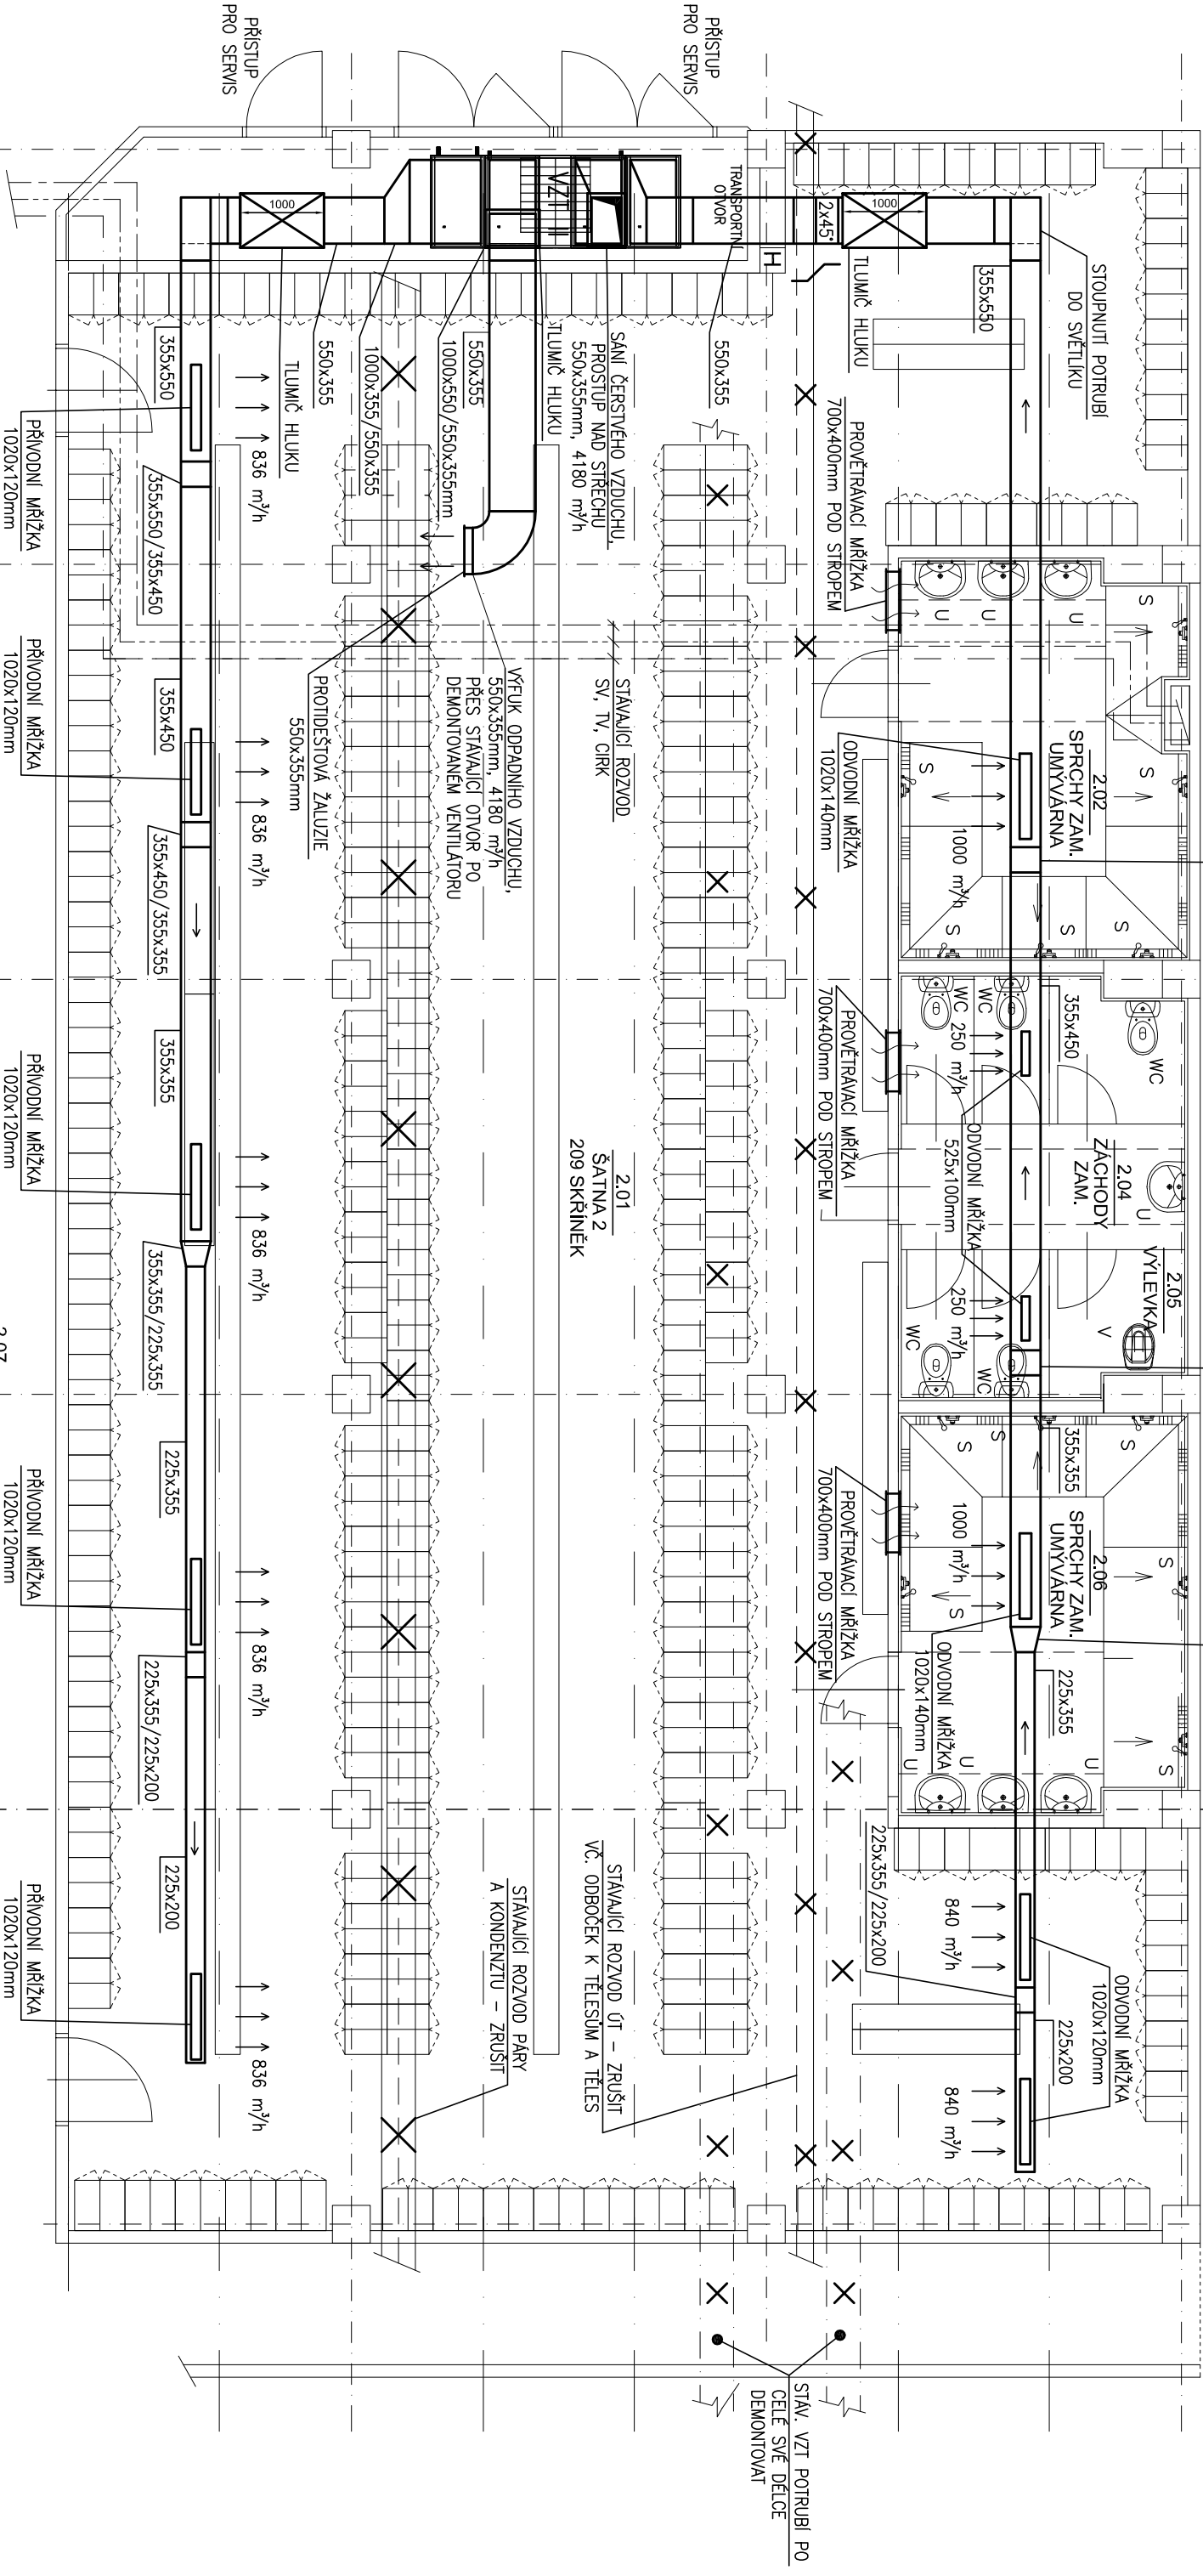 PŘÍSTUP
PRO SERVIS
PŘÍSTUP
PRO SERVIS
STOUPNUTÍ POTRUBÍ
DO SVĚTLÍKU
355x550
1000
2x45°
TLUMIČ HLUKU
H
TRANSPORTNÍ
OTVOR
VZT
550x355
SÁNÍ ČERSTVÉHO VZDUCHU,
PROSTUP NAD STŘECHU
550x355mm, 4180 m³/h
TLUMIČ HLUKU
550x355
1000x550/550x355mm
1000x355/550x355
550x355
TLUMIČ HLUKU
1000
PROVĚTRÁVACÍ MŘÍŽKA
700x400mm POD STROPEM
U
U
U
S
S
S
S
S
S
2.02
SPRCHY ZAM.
UMÝVÁRNA
1000 m³/h
ODVODNÍ MŘÍŽKA
1020x140mm
STÁVAJÍCÍ ROZVOD
SV, TV, CIRK
VÝFUK ODPADNÍHO VZDUCHU,
550x355mm, 4180 m³/h
PŘES STÁVAJÍCÍ OTVOR PO
DEMONTOVANÉM VENTILÁTORU
PROTIDEŠTOVÁ ŽALUZIE
550x355mm
355x450
WC
WC
WC
250 m³/h
PROVĚTRÁVACÍ MŘÍŽKA
700x400mm POD STROPEM
2.04
ZÁCHODY
ZAM.
U
ODVODNÍ MŘÍŽKA
525x100mm
2.05
VÝLEVKA
V
250 m³/h
WC
WC
2.01
ŠATNA 2
209 SKŘÍNĚK
355x355
S
S
S
S
S
S
2.06
SPRCHY ZAM.
UMÝVÁRNA
1000 m³/h
PROVĚTRÁVACÍ MŘÍŽKA
700x400mm POD STROPEM
ODVODNÍ MŘÍŽKA
1020x140mm
225x355
U
U
U
225x355/225x200
840 m³/h
ODVODNÍ MŘÍŽKA
1020x120mm
225x200
840 m³/h
STÁVAJÍCÍ ROZVOD ÚT – ZRUŠIT
VČ. ODBOČEK K TĚLESŮM A TĚLES
STÁVAJÍCÍ ROZVOD PÁRY
A KONDENZTU – ZRUŠIT
STÁV. VZT POTRUBÍ PO
CELÉ SVÉ DÉLCE
DEMONTOVAT
836 m³/h
355x550
PŘÍVODNÍ MŘÍŽKA
1020x120mm
355x550/355x450
836 m³/h
355x450
PŘÍVODNÍ MŘÍŽKA
1020x120mm
355x450/355x355
836 m³/h
355x355
PŘÍVODNÍ MŘÍŽKA
1020x120mm
355x355/225x355
2.07
836 m³/h
225x355
PŘÍVODNÍ MŘÍŽKA
1020x120mm
225x355/225x200
836 m³/h
225x200
PŘÍVODNÍ MŘÍŽKA
1020x120mm